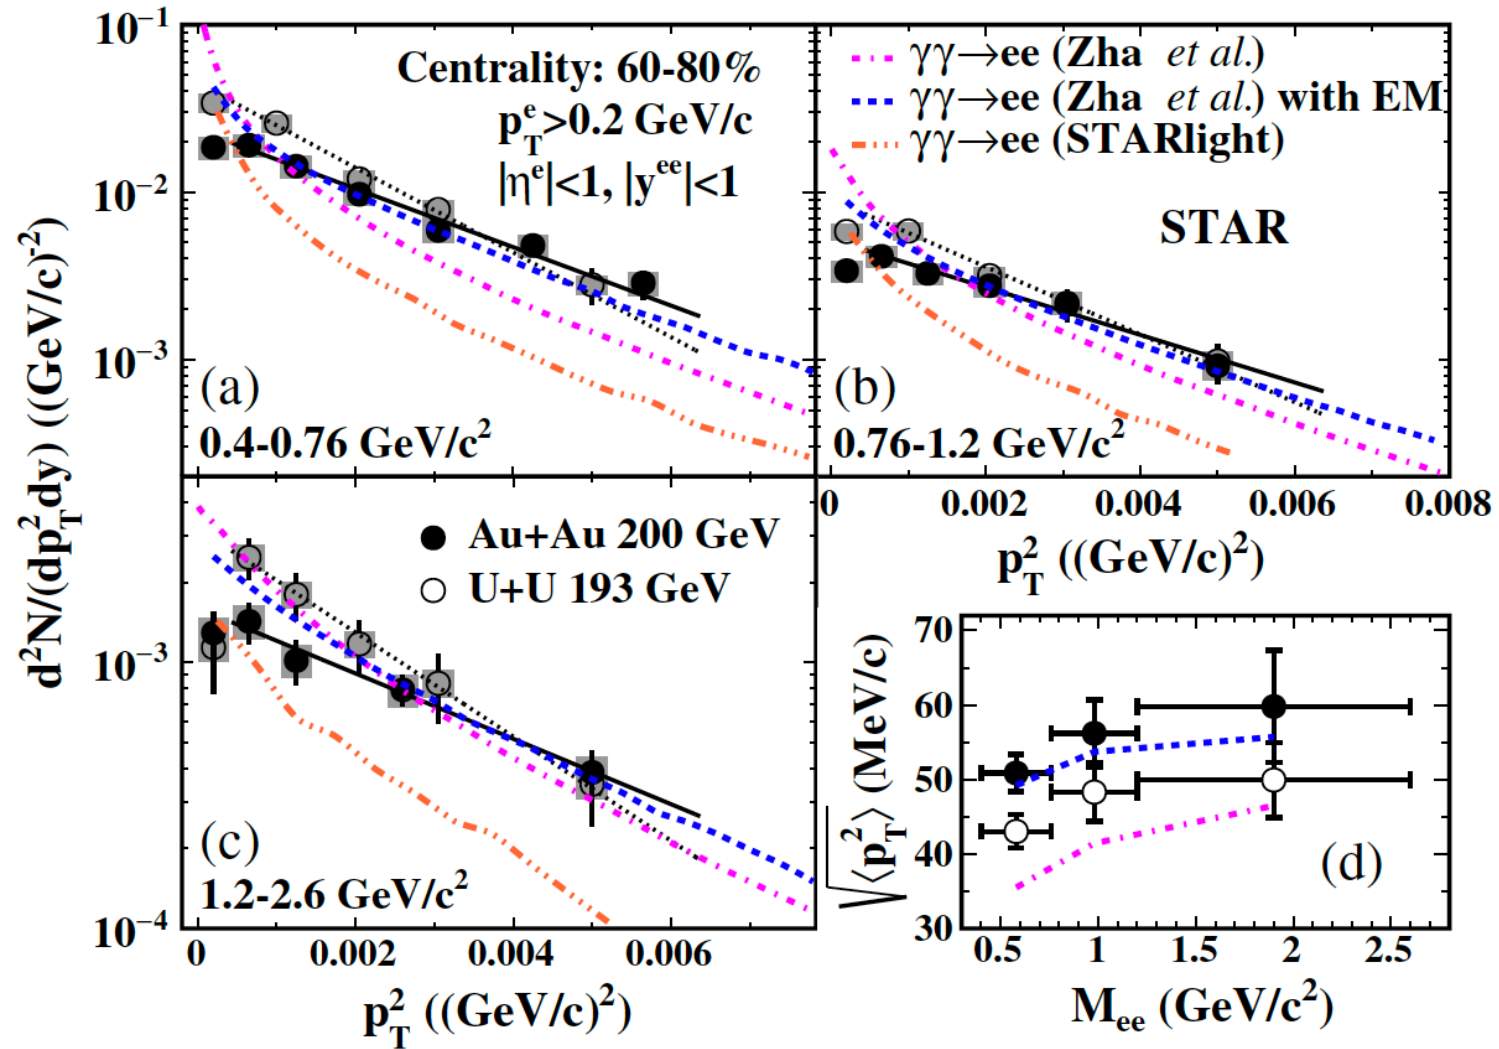 d²N/(dp_T²dy) ((GeV/c)⁻²)
10⁻¹
10⁻²
10⁻³
Centrality: 60-80%
p_T^e>0.2 GeV/c
|η^e|<1, |y^ee|<1
(a)
0.4-0.76 GeV/c²
γγ→ee (Zha et al.)
γγ→ee (Zha et al.) with EM
γγ→ee (STARlight)
STAR
(b)
0.76-1.2 GeV/c²
0 0.002 0.004 0.006 0.008
p_T² ((GeV/c)²)
10⁻³
10⁻⁴
Au+Au 200 GeV
U+U 193 GeV
(c)
1.2-2.6 GeV/c²
0 0.002 0.004 0.006
p_T² ((GeV/c)²)
√⟨p_T²⟩ (MeV/c)
70
60
50
40
30
(d)
0.5 1 1.5 2 2.5
M_ee (GeV/c²)